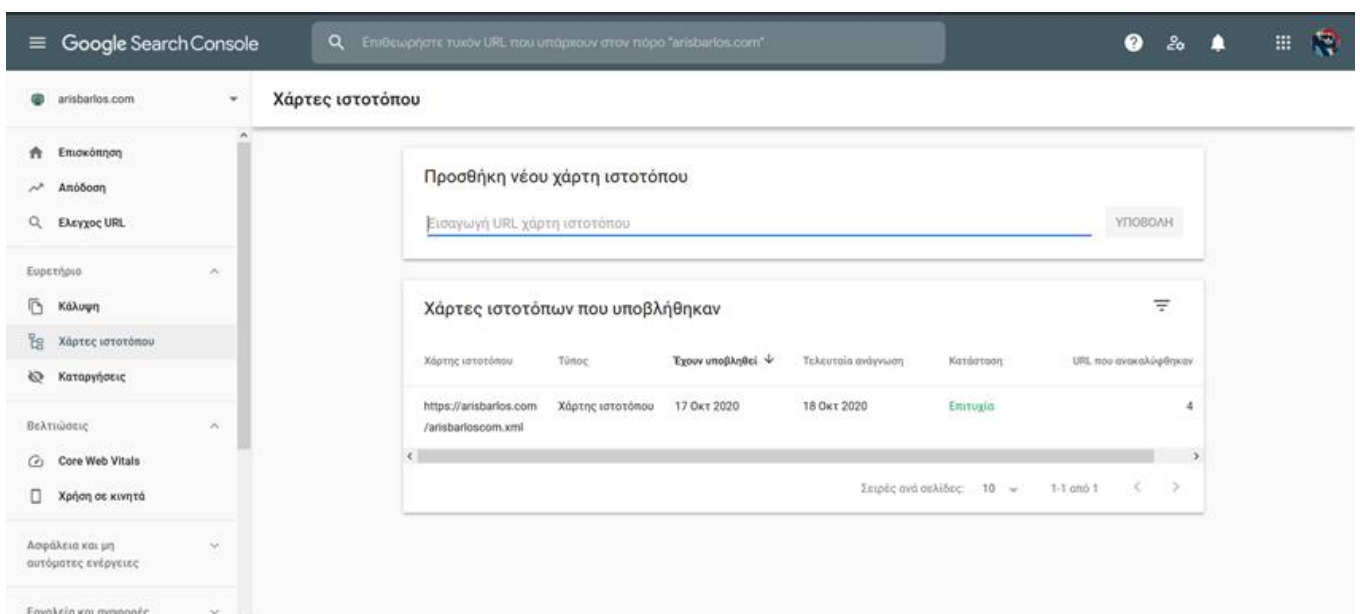 Google Search Console
Επιθεωρήστε τυχόν URL που υπάρχουν στον πόρο "arisbarlos.com"
arisbarlos.com
Χάρτες ιστοτόπου
Επισκόπηση
Απόδοση
Έλεγχος URL
Ευρετήριο
Κάλυψη
Χάρτες ιστοτόπου
Καταργήσεις
Βελτιώσεις
Core Web Vitals
Χρήση σε κινητά
Ασφάλεια και μη
αυτόματες ενέργειες
Εργαλεία και αναφορές
Προσθήκη νέου χάρτη ιστοτόπου
Εισαγωγή URL χάρτη ιστοτόπου
ΥΠΟΒΟΛΗ
Χάρτες ιστοτόπων που υποβλήθηκαν
Χάρτης ιστοτόπου Τύπος Έχουν υποβληθεί Τελευταία ανάγνωση Κατάσταση URL που ανακαλύφθηκαν
https://arisbarlos.com Χάρτης ιστοτόπου 17 Οκτ 2020 18 Οκτ 2020 Επιτυχία 4
/arisbarloscom.xml
Σειρές ανά σελίδες: 10 1-1 από 1